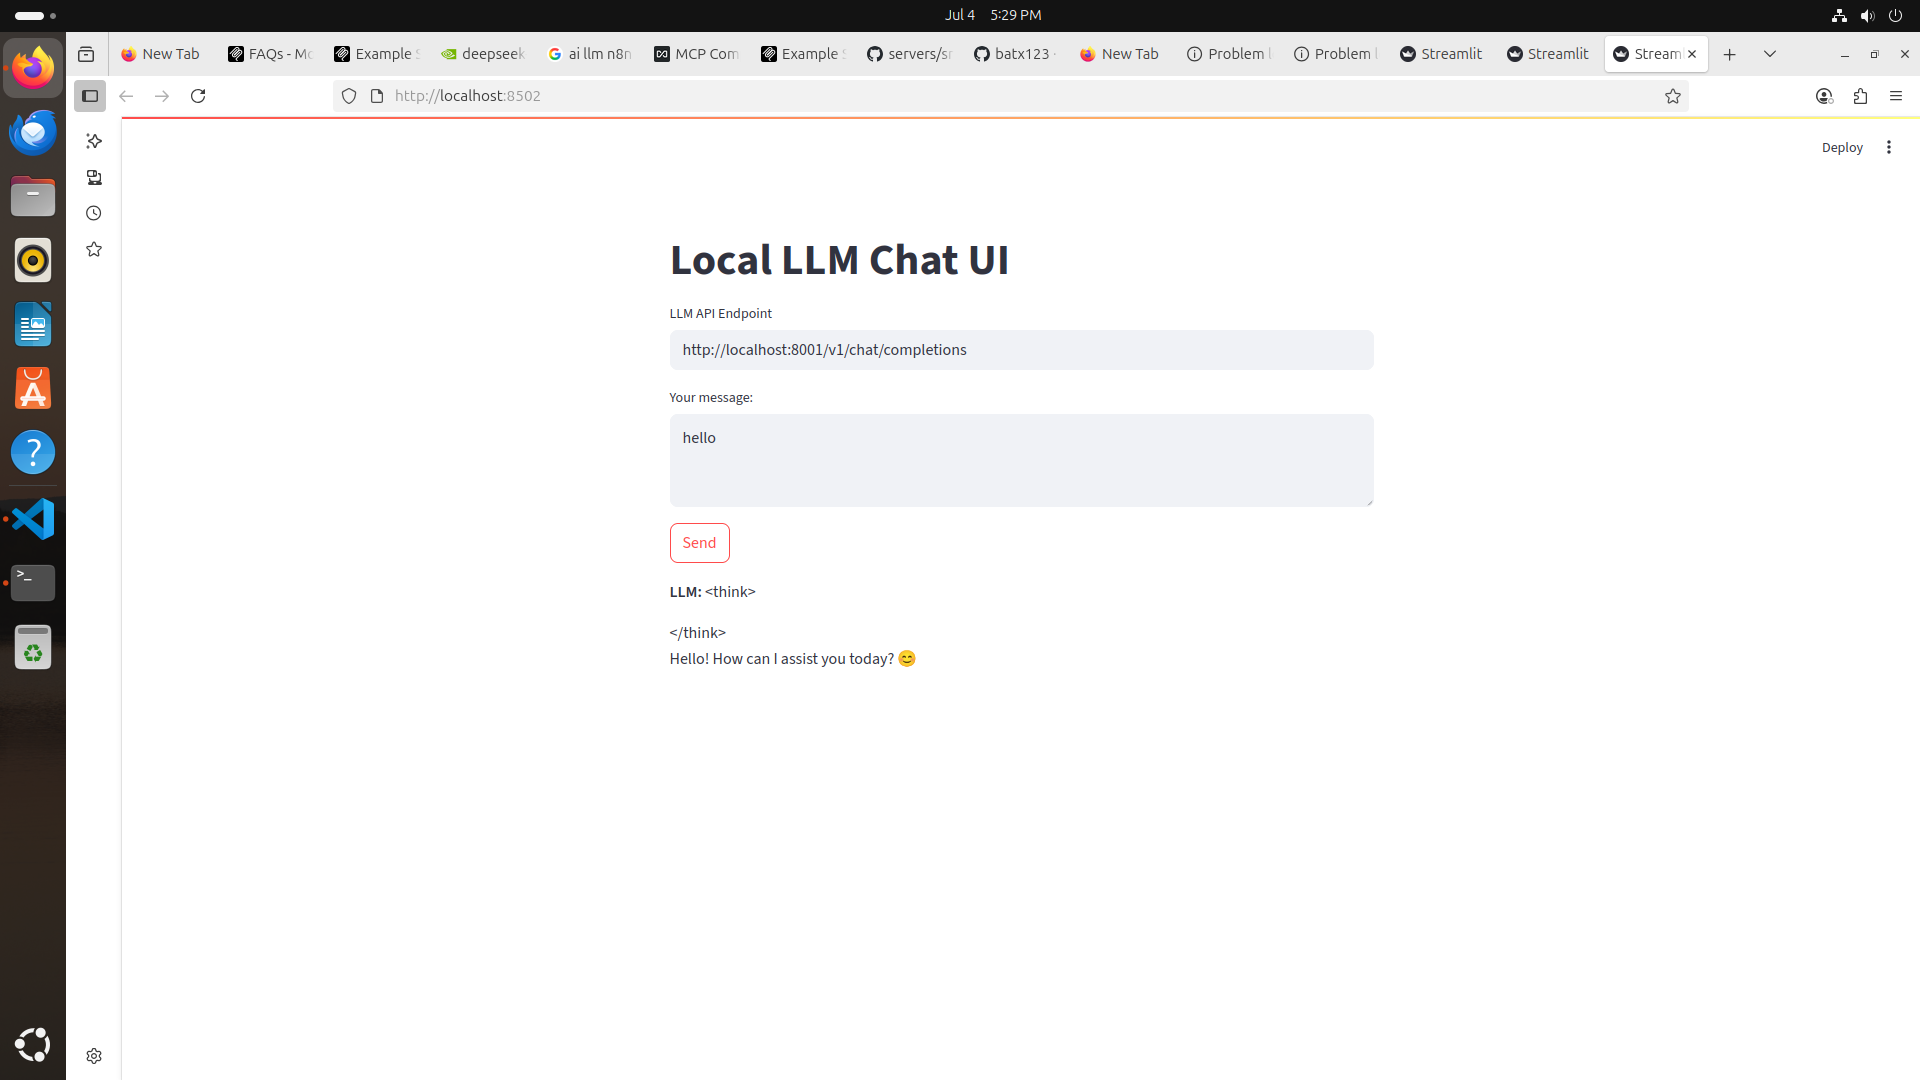 Jul 4 5:29 PM
New Tab
FAQs - Mc
Example S
deepseek
ai llm n8n
MCP Com
Example S
servers/sr
batx123 -
New Tab
Problem l
Problem l
Streamlit
Streamlit
Streaml
http://localhost:8502
Deploy
Local LLM Chat UI
LLM API Endpoint
http://localhost:8001/v1/chat/completions
Your message:
hello
Send
LLM: <think>
</think>
Hello! How can I assist you today? 😊